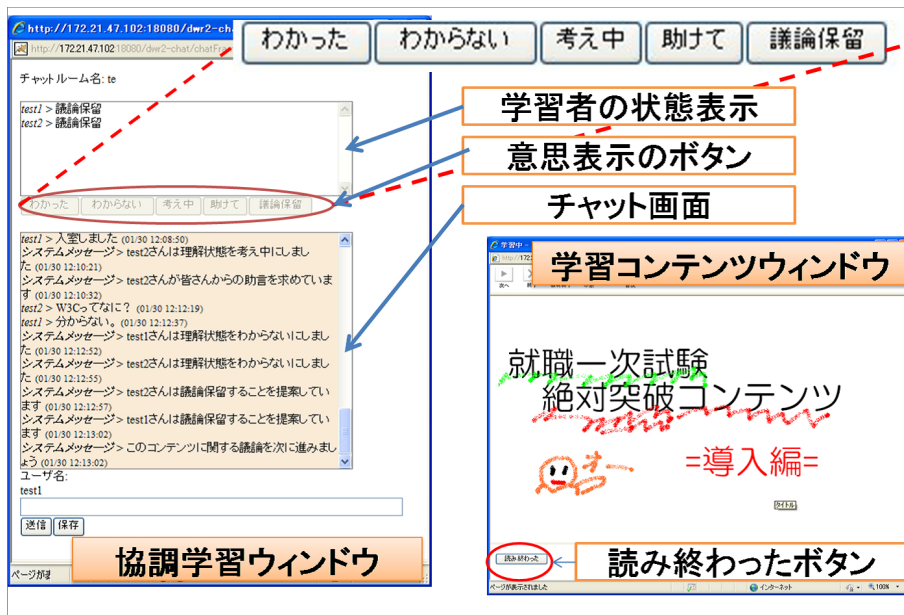 http://172.21.47.102:18080/dwr2-ch
http://172.21.47.102:18080/dwr2-chat/chatFra
わかった わからない 考え中 助けて 議論保留
チャットルーム名: te
test1 > 議論保留
test2 > 議論保留
学習者の状態表示
意思表示のボタン
わかった わからない 考え中 助けて 議論保留
チャット画面
test1 > 入室しました (01/30 12:08:50)
システムメッセージ > test2さんは理解状態を考え中にしまし
た (01/30 12:10:21)
システムメッセージ > test2さんが皆さんからの助言を求めていま
す (01/30 12:10:32)
test2 > W3Cってなに？ (01/30 12:12:19)
test1 > 分からない。 (01/30 12:12:37)
システムメッセージ > test1さんは理解状態をわからないにしまし
た (01/30 12:12:52)
システムメッセージ > test2さんは理解状態をわからないにしまし
た (01/30 12:12:55)
システムメッセージ > test2さんは議論保留することを提案してい
ます (01/30 12:12:57)
システムメッセージ > test1さんは議論保留することを提案してい
ます (01/30 12:13:02)
システムメッセージ > このコンテンツに関する議論を次に進みまし
ょう (01/30 12:13:02)
ユーザ名:
test1
送信 保存
協調学習ウィンドウ
ページが
学習中 -
http://172
学習コンテンツウィンドウ
次へ
就職一次試験
絶対突破コンテンツ
=導入編=
オー
タイトル
読み終わった
読み終わったボタン
ページが表示されました
インターネット
100%